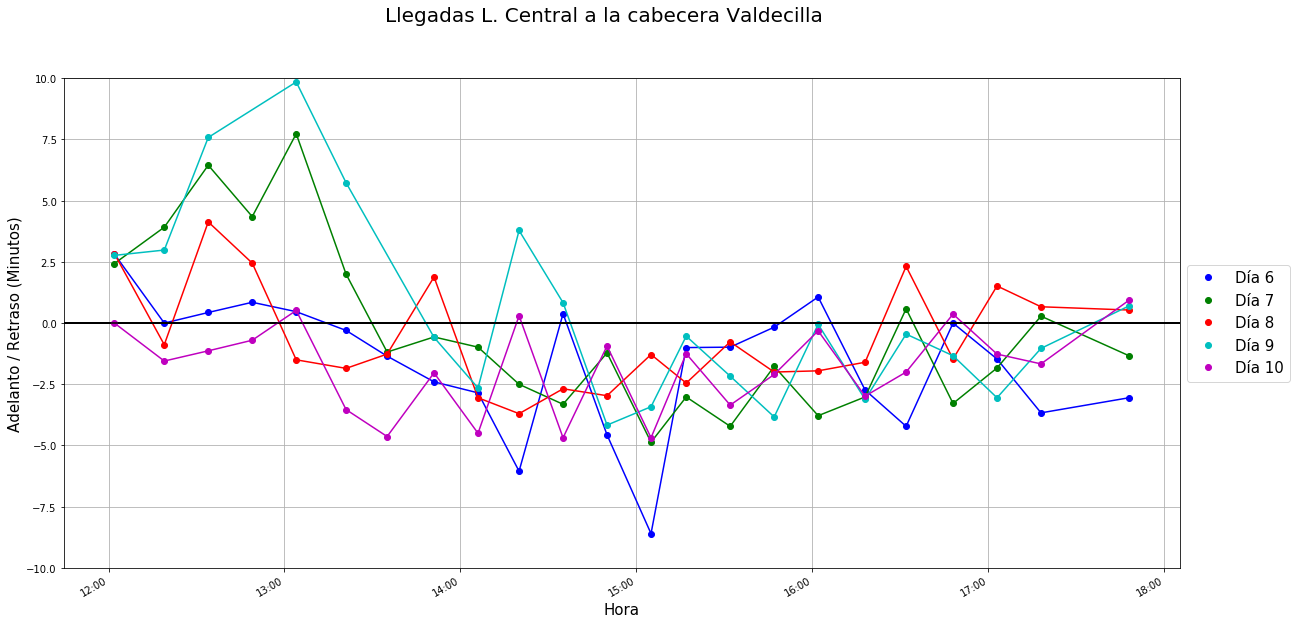 Llegadas L. Central a la cabecera Valdecilla
Adelanto / Retraso (Minutos)
10.0
7.5
5.0
2.5
0.0
−2.5
−5.0
−7.5
−10.0
12:00
13:00
14:00
15:00
16:00
17:00
18:00
Hora
Día 6
Día 7
Día 8
Día 9
Día 10